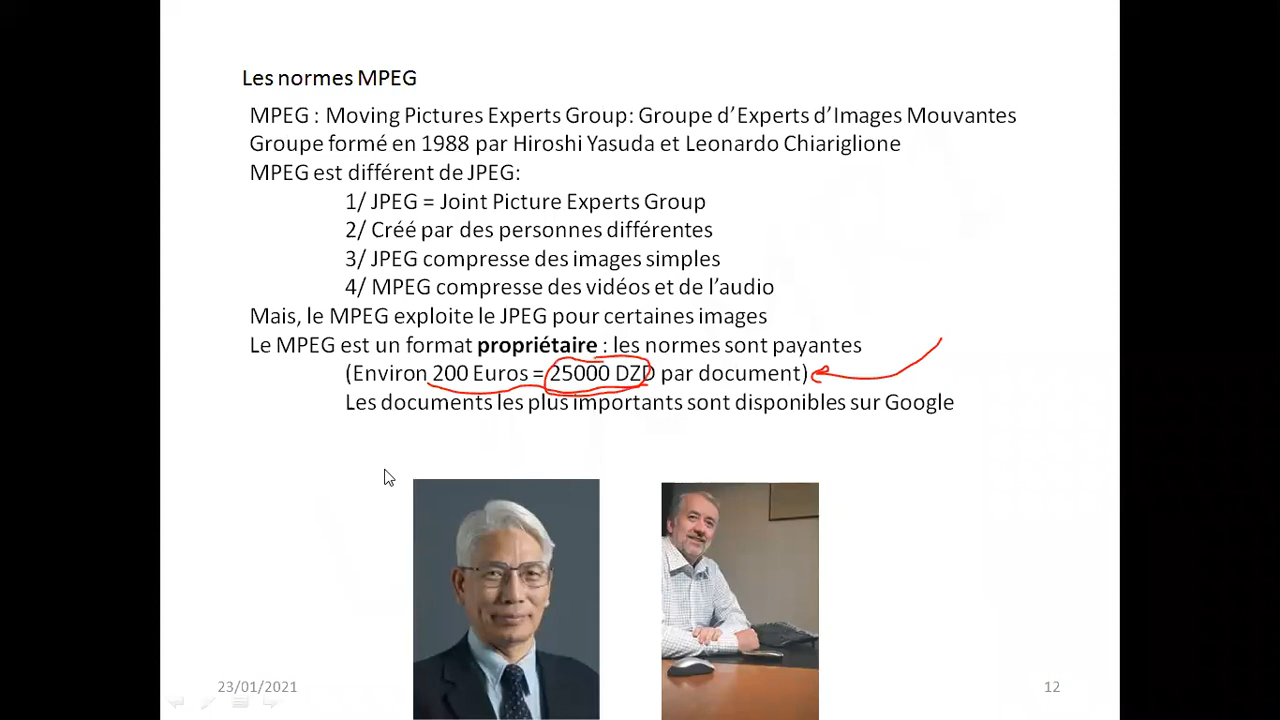 Les normes MPEG
MPEG : Moving Pictures Experts Group: Groupe d’Experts d’Images Mouvantes
Groupe formé en 1988 par Hiroshi Yasuda et Leonardo Chiariglione
MPEG est différent de JPEG:
1/ JPEG = Joint Picture Experts Group
2/ Créé par des personnes différentes
3/ JPEG compresse des images simples
4/ MPEG compresse des vidéos et de l’audio
Mais, le MPEG exploite le JPEG pour certaines images
Le MPEG est un format propriétaire : les normes sont payantes
(Environ 200 Euros = 25000 DZD par document)
Les documents les plus importants sont disponibles sur Google
23/01/2021
12